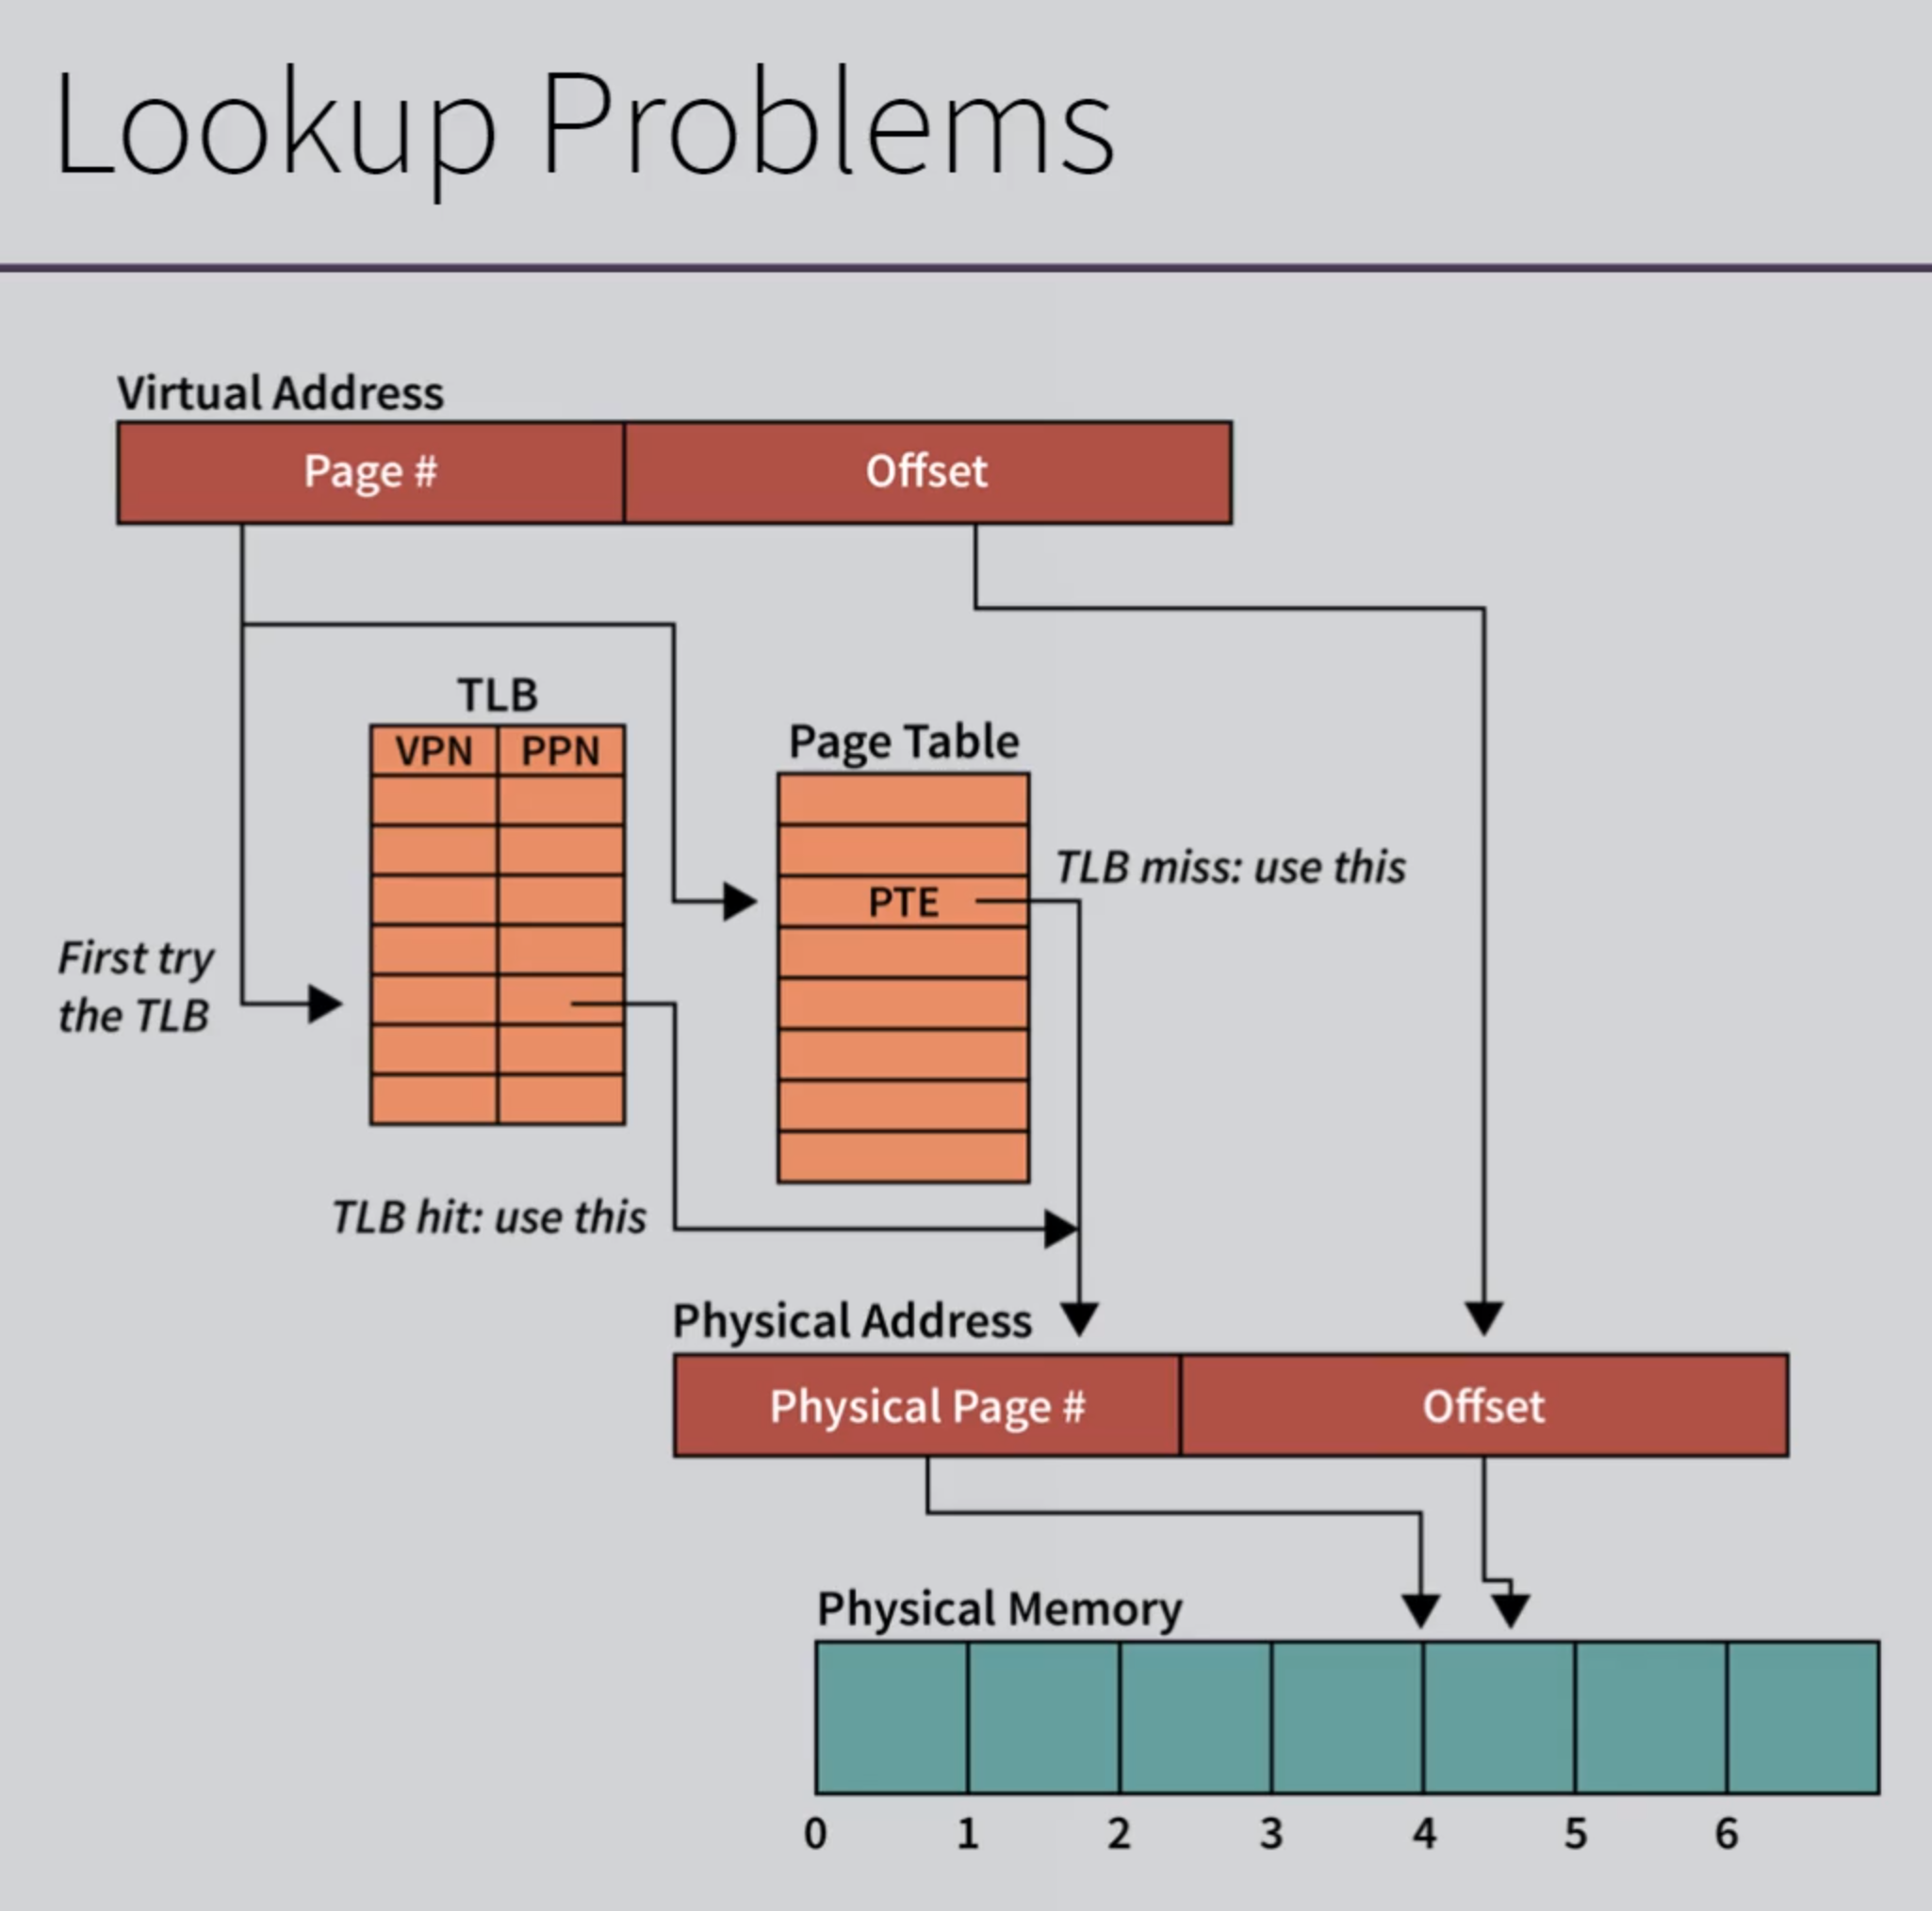 Lookup Problems
Virtual Address
Page # Offset
TLB
VPN PPN
Page Table
TLB miss: use this
PTE
First try
the TLB
TLB hit: use this
Physical Address
Physical Page # Offset
Physical Memory
0 1 2 3 4 5 6